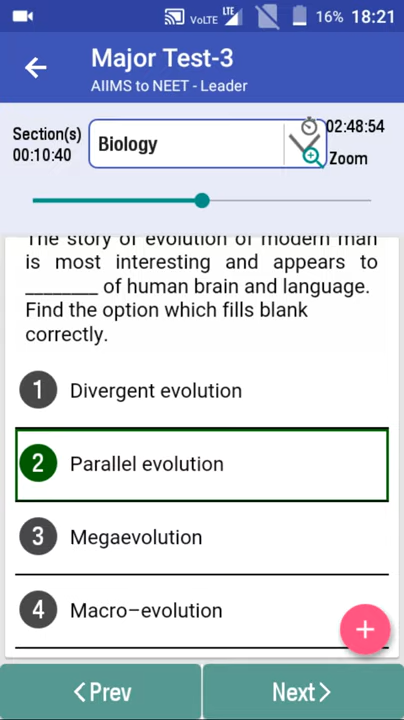 VoLTE LTE 16% 18:21
Major Test-3
AIIMS to NEET - Leader
Section(s)
00:10:40
Biology
02:48:54
Zoom
The story of evolution of modern man
is most interesting and appears to
________ of human brain and language.
Find the option which fills blank
correctly.
1 Divergent evolution
2 Parallel evolution
3 Megaevolution
4 Macro–evolution
+
<Prev
Next>